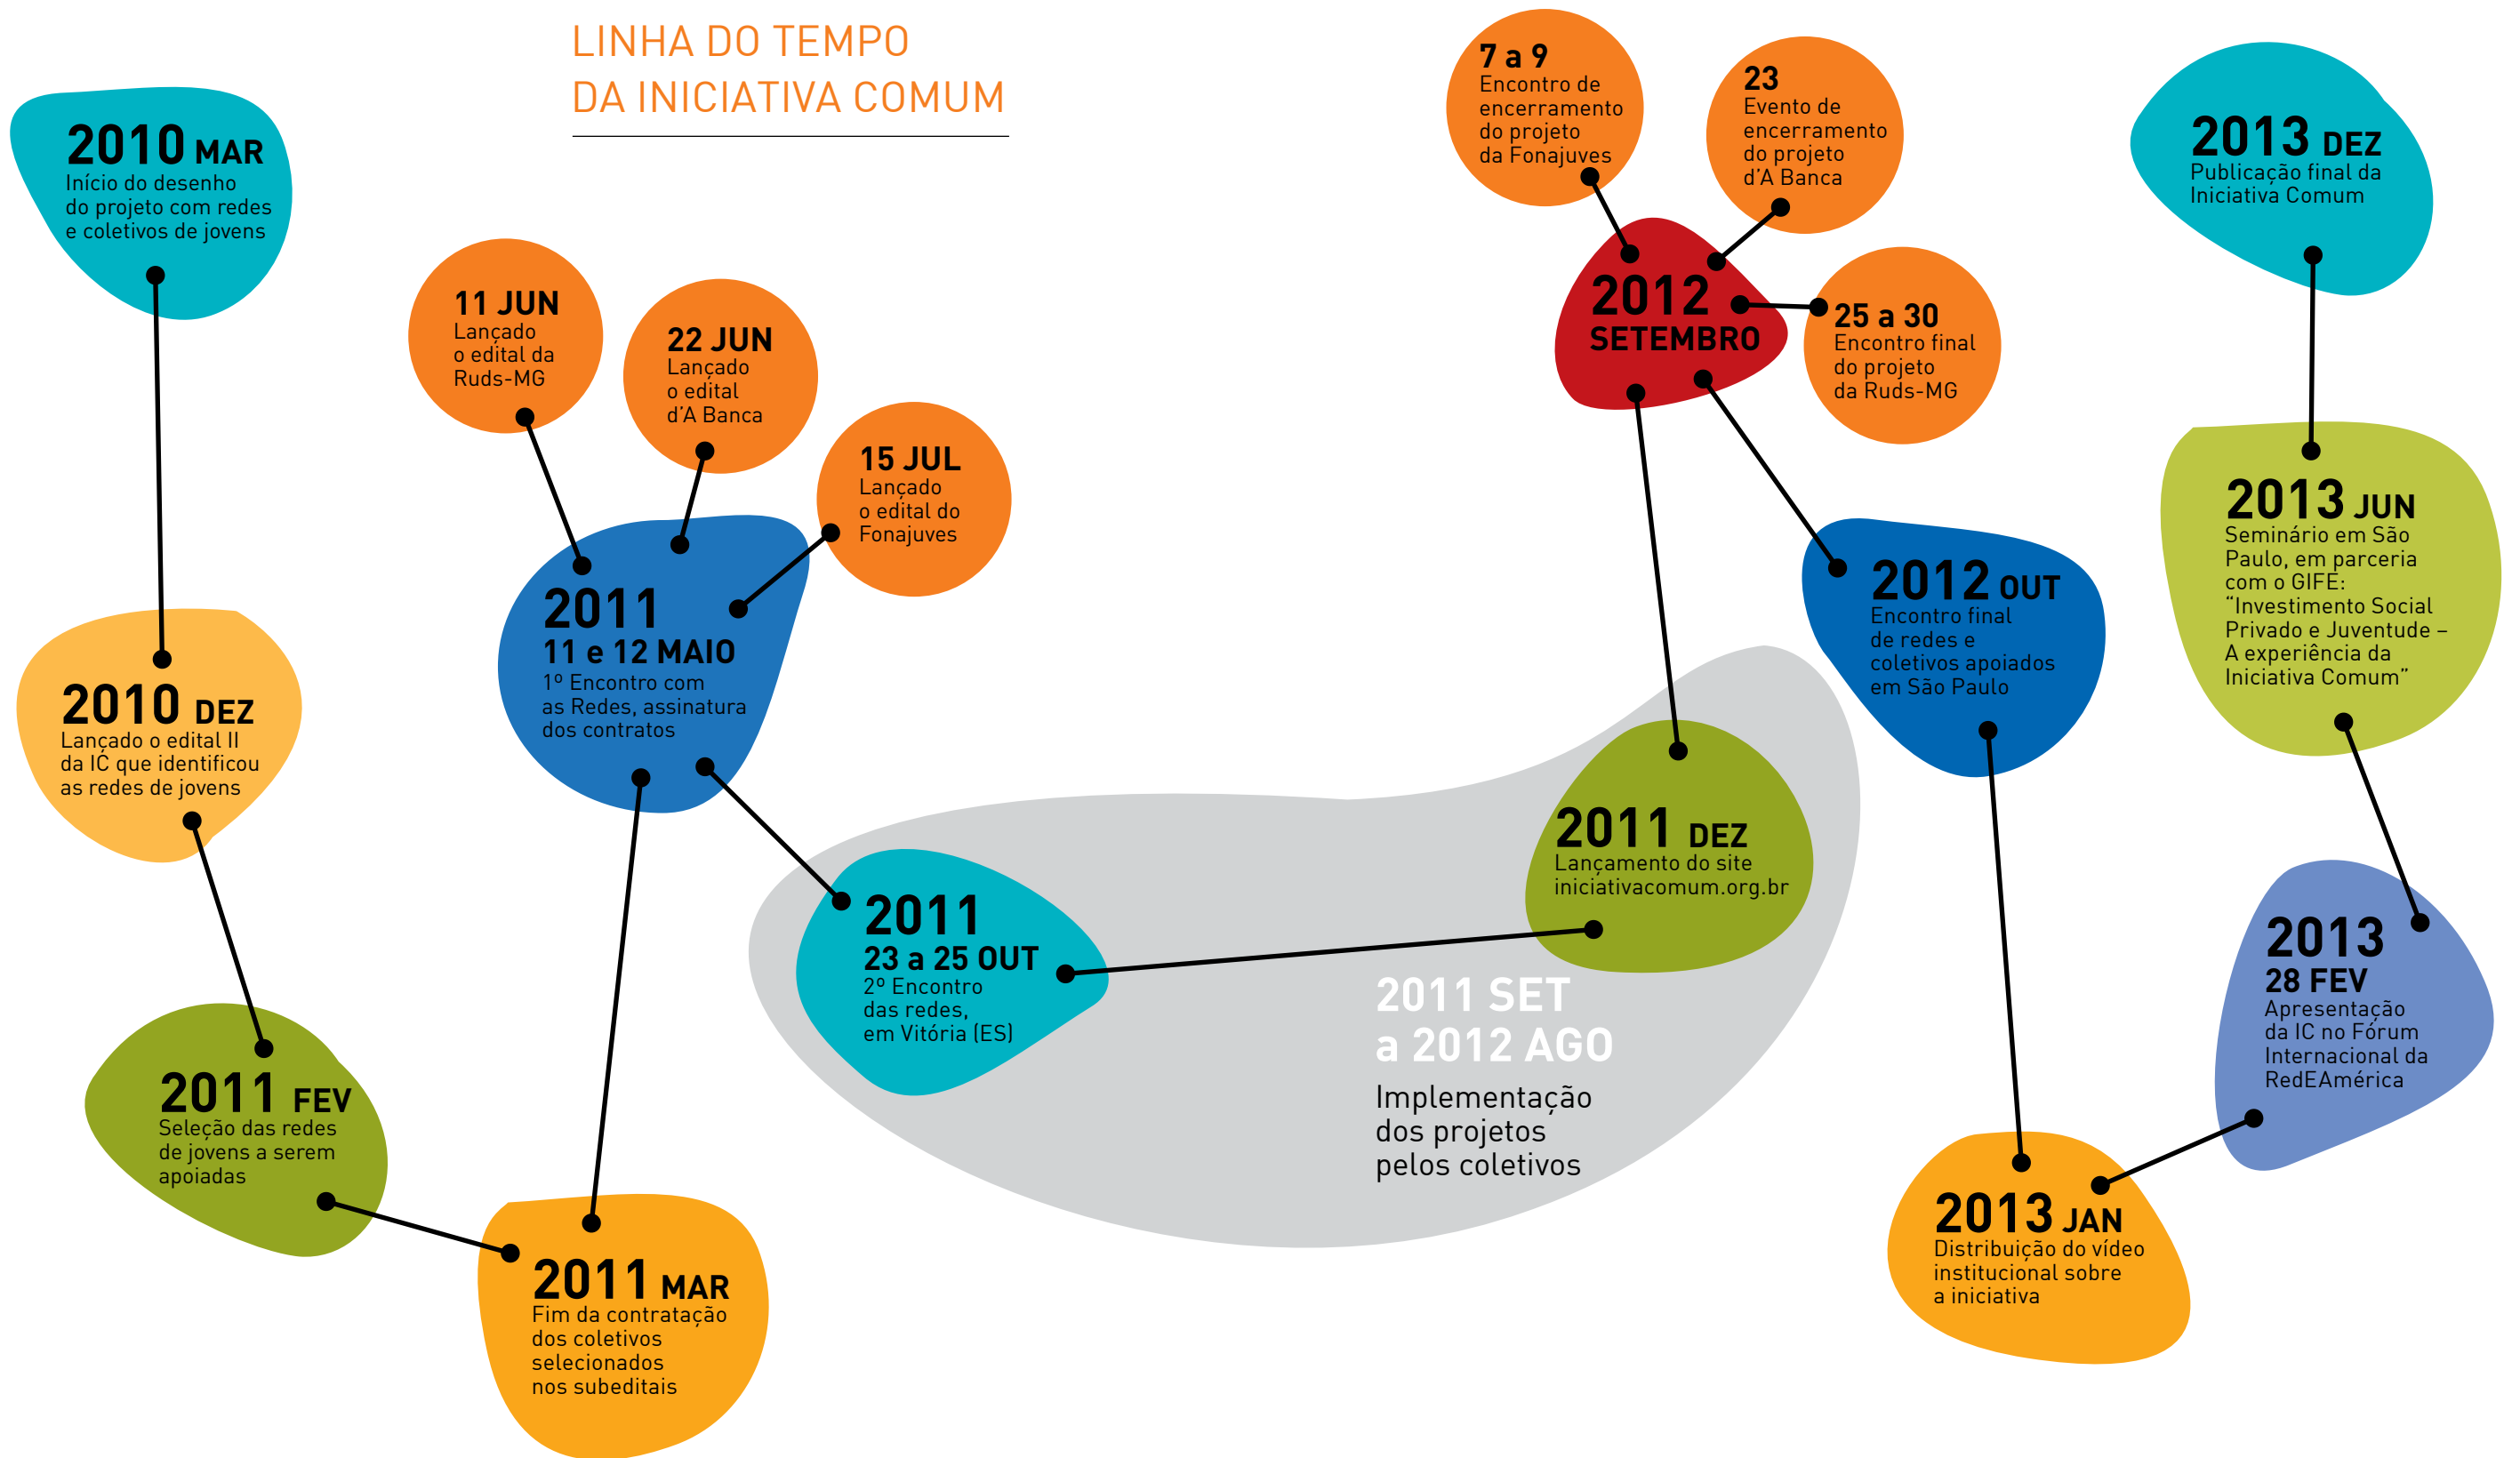 LINHA DO TEMPO
DA INICIATIVA COMUM
2010 MAR
Início do desenho
do projeto com redes
e coletivos de jovens
2010 DEZ
Lançado o edital II
da IC que identificou
as redes de jovens
2011 FEV
Seleção das redes
de jovens a serem
apoiadas
2011 MAR
Fim da contratação
dos coletivos
selecionados
nos subeditais
2011
11 e 12 MAIO
1º Encontro com
as Redes, assinatura
dos contratos
11 JUN
Lançado
o edital da
Ruds-MG
22 JUN
Lançado
o edital
d’A Banca
15 JUL
Lançado
o edital do
Fonajuves
2011
23 a 25 OUT
2º Encontro
das redes,
em Vitória (ES)
2011 SET
a 2012 AGO
Implementação
dos projetos
pelos coletivos
2011 DEZ
Lançamento do site
iniciativacomum.org.br
2012
SETEMBRO
7 a 9
Encontro de
encerramento
do projeto
da Fonajuves
23
Evento de
encerramento
do projeto
d’A Banca
25 a 30
Encontro final
do projeto
da Ruds-MG
2012 OUT
Encontro final
de redes e
coletivos apoiados
em São Paulo
2013 JAN
Distribuição do vídeo
institucional sobre
a iniciativa
2013
28 FEV
Apresentação
da IC no Fórum
Internacional da
RedEAmérica
2013 JUN
Seminário em São
Paulo, em parceria
com o GIFE:
“Investimento Social
Privado e Juventude –
A experiência da
Iniciativa Comum”
2013 DEZ
Publicação final da
Iniciativa Comum